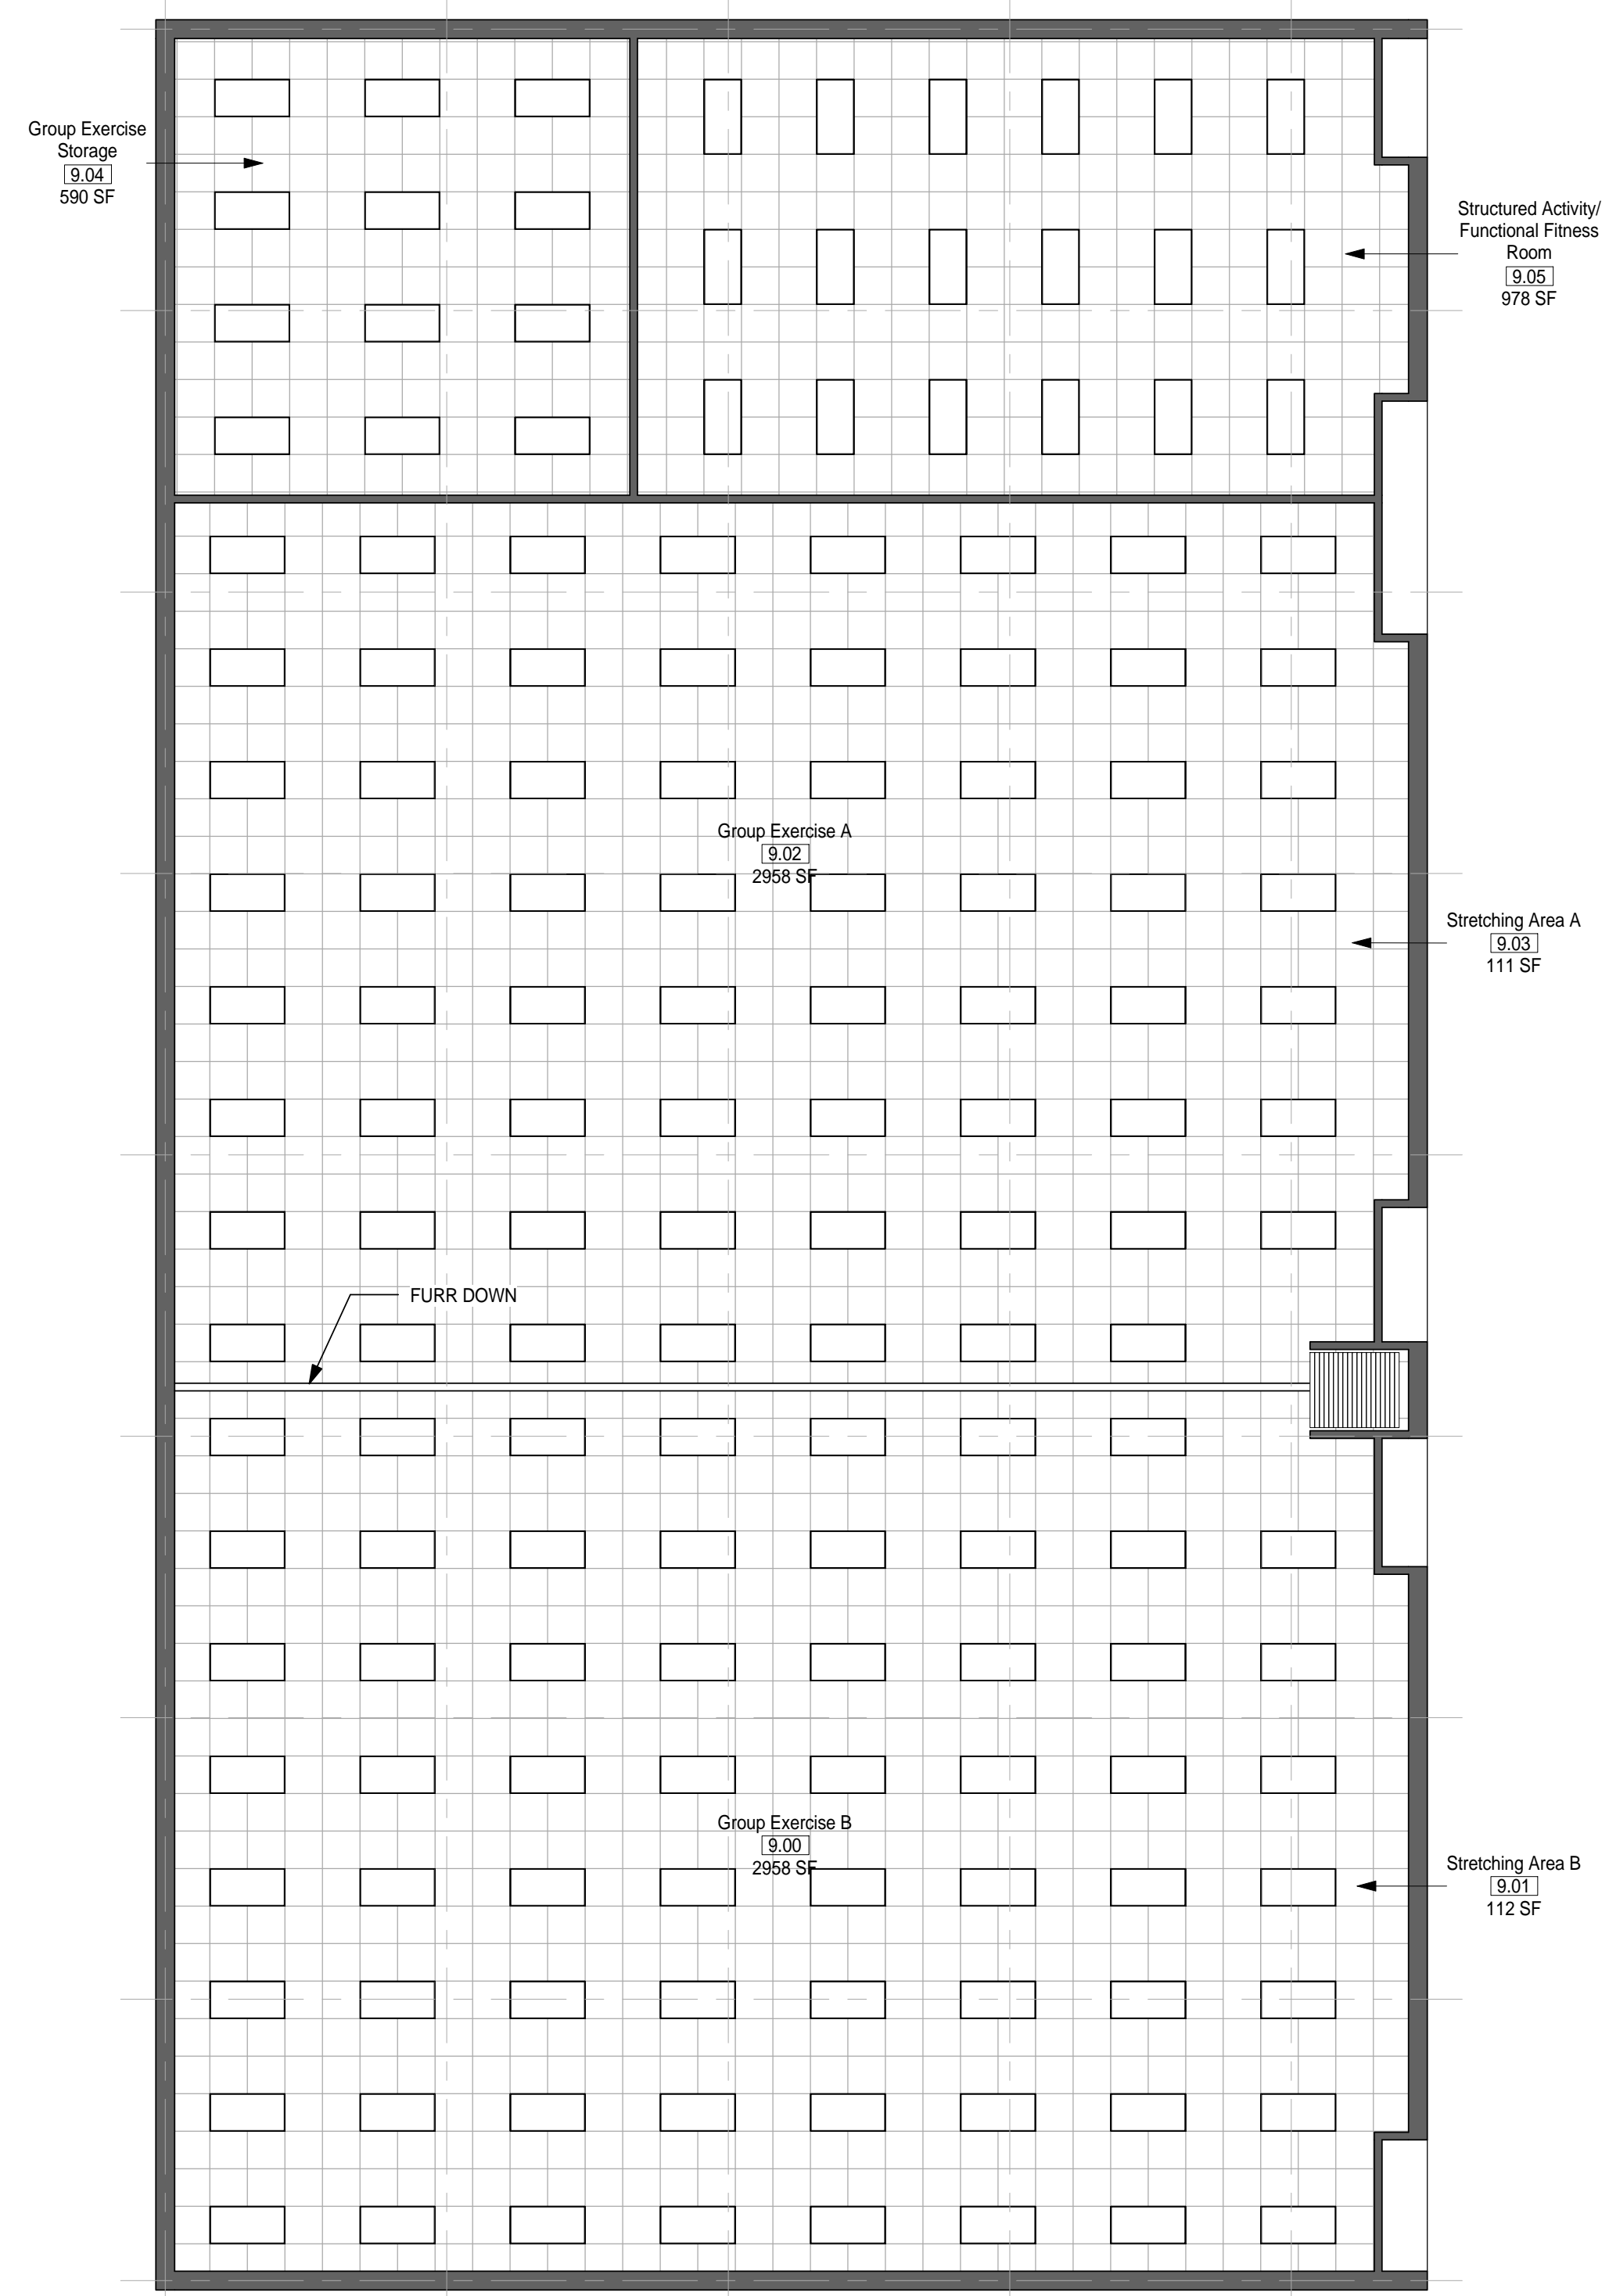 Group Exercise
Storage
9.04
590 SF
Structured Activity/
Functional Fitness
Room
9.05
978 SF
Group Exercise A
9.02
2958 SF
Stretching Area A
9.03
111 SF
FURR DOWN
Group Exercise B
9.00
2958 SF
Stretching Area B
9.01
112 SF